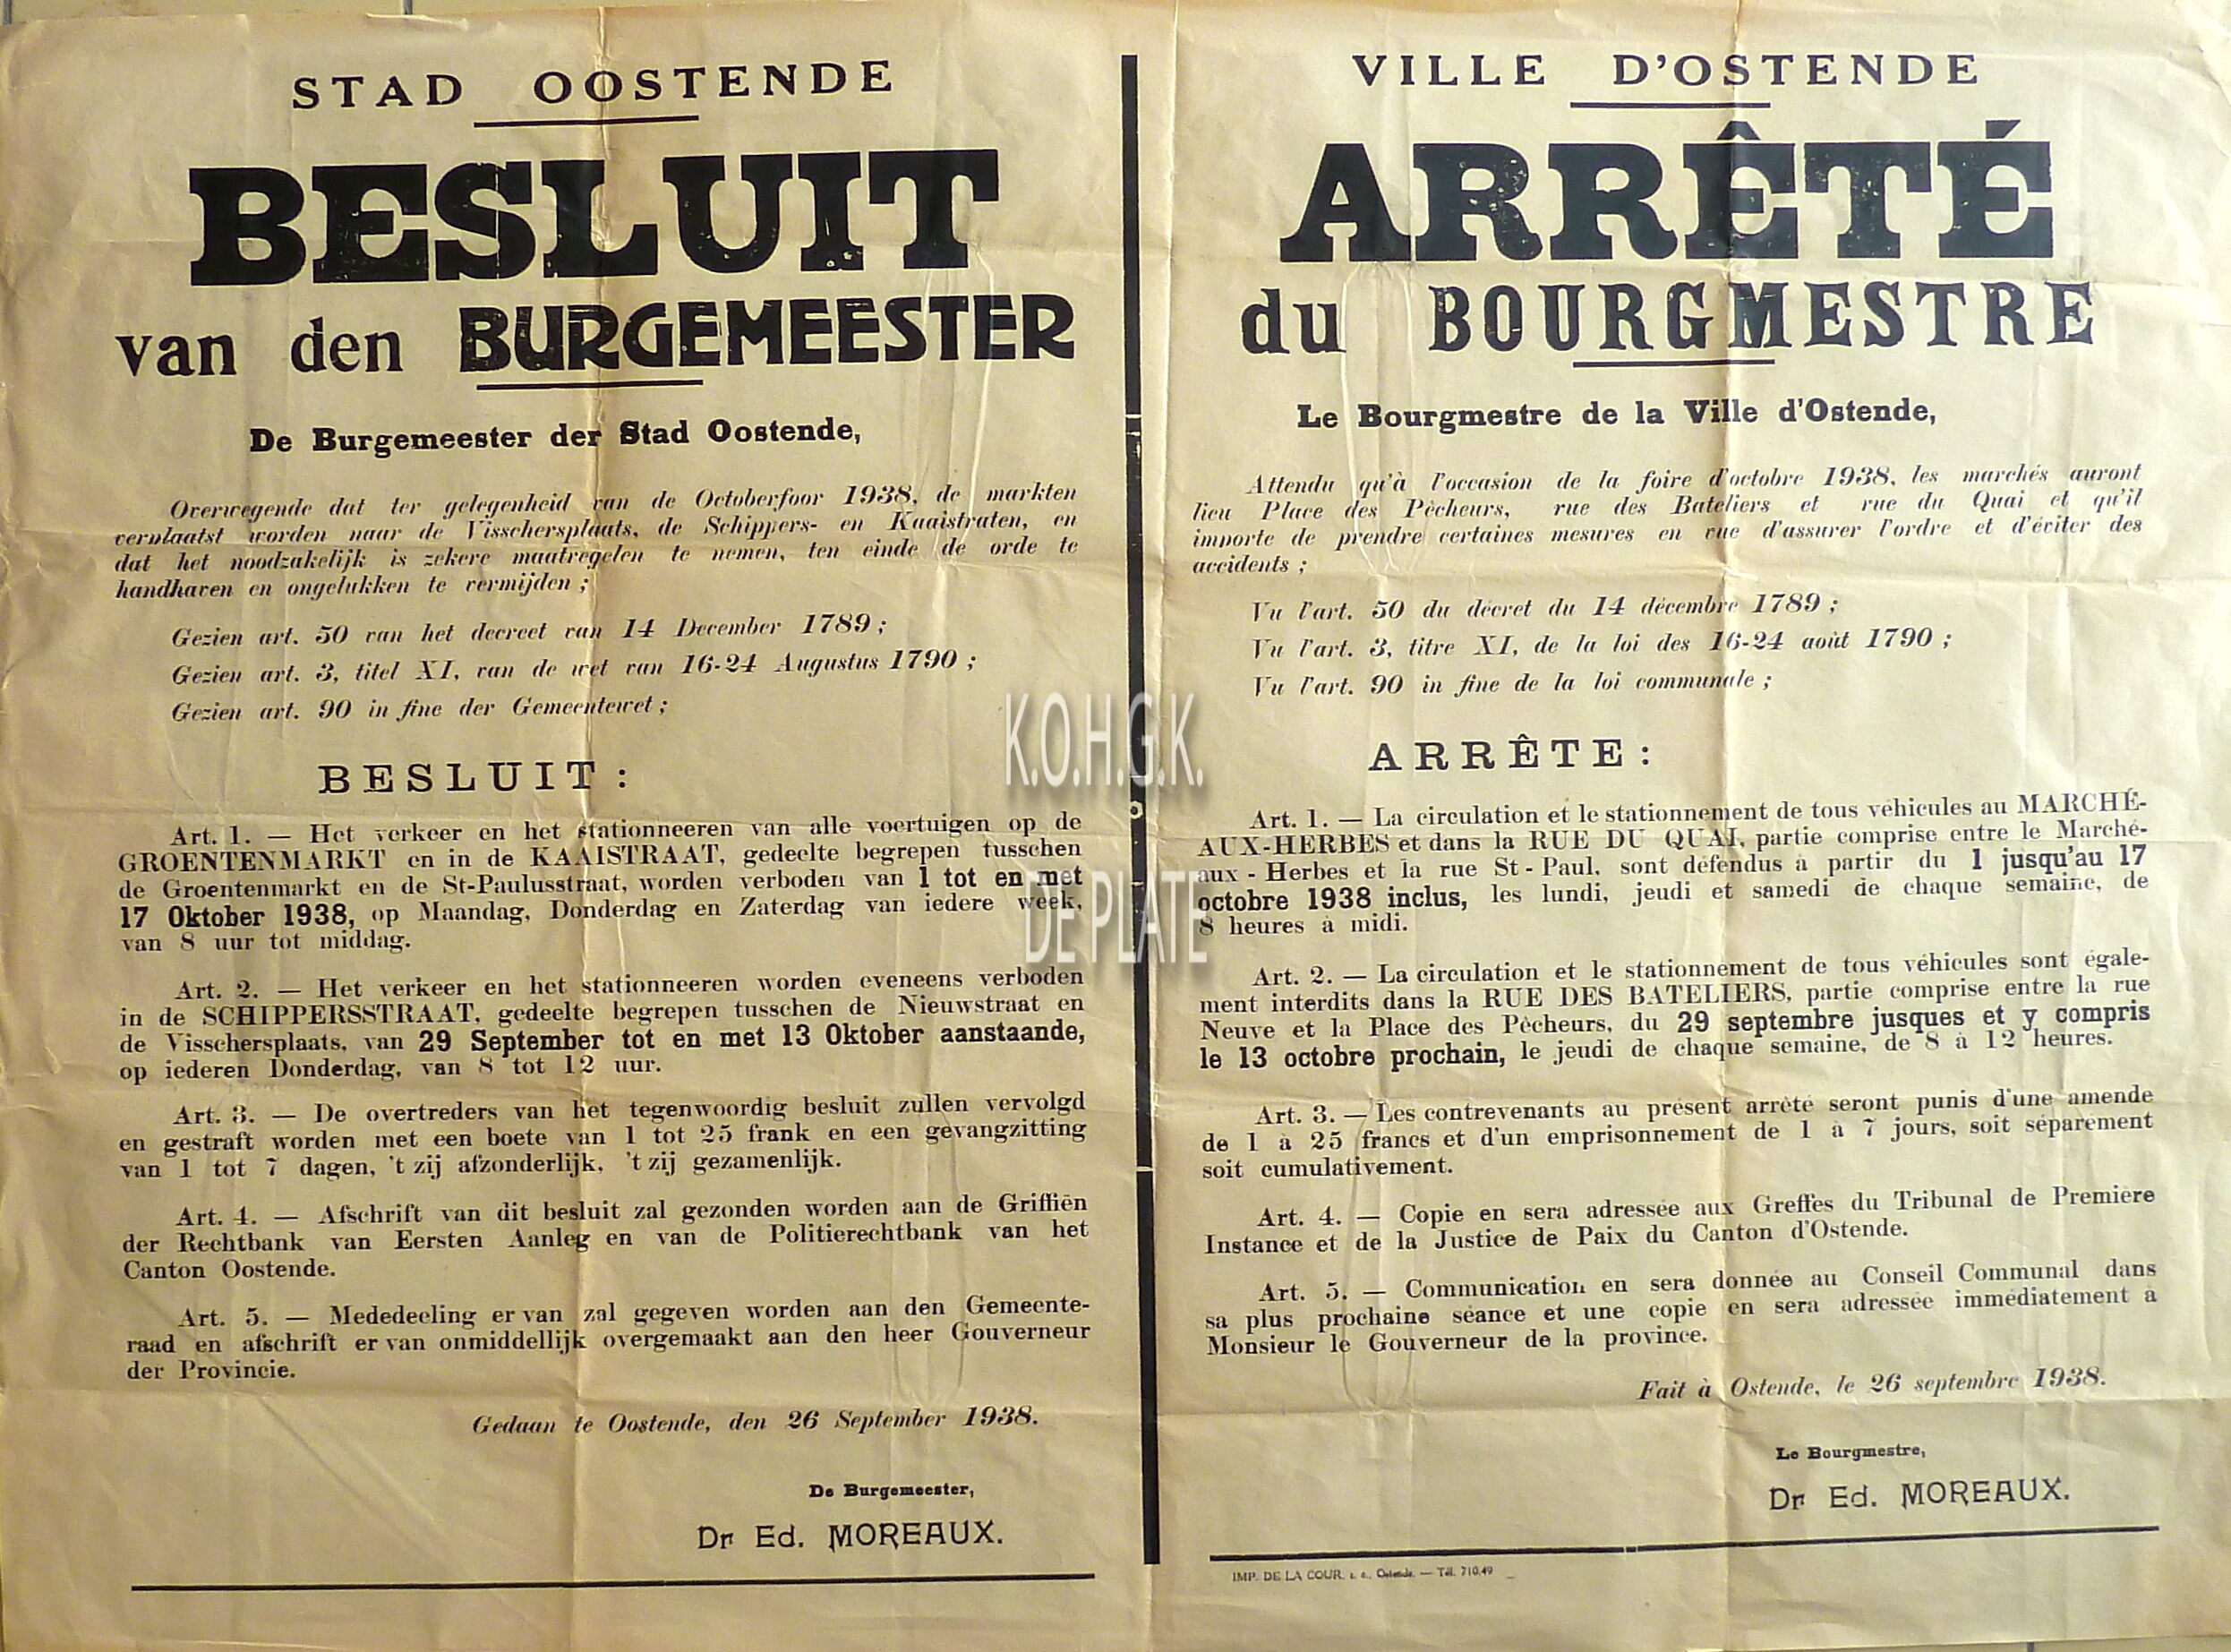 STAD OOSTENDE
BESLUIT
van den BURGEMEESTER
De Burgemeester der Stad Oostende,
Overwegende dat ter gelegenheid van de Octoberfoor 1938, de markten
verplaatst worden naar de Visschersplaats, de Schippers- en Kaaistraten, en
dat het noodzakelijk is zekere maatregelen te nemen, ten einde de orde te
handhaven en ongelukken te vermijden ;
Gezien art. 50 van het decreet van 14 December 1789 ;
Gezien art. 3, titel XI, van de wet van 16-24 Augustus 1790 ;
Gezien art. 90 in fine der Gemeentewet ;
BESLUIT :
Art. 1. — Het verkeer en het stationneeren van alle voertuigen op de
GROENTENMARKT en in de KAAISTRAAT, gedeelte begrepen tusschen
de Groentenmarkt en de St-Paulusstraat, worden verboden van 1 tot en met
17 Oktober 1938, op Maandag, Donderdag en Zaterdag van iedere week,
van 8 uur tot middag.
Art. 2. — Het verkeer en het stationneeren worden eveneens verboden
in de SCHIPPERSSTRAAT, gedeelte begrepen tusschen de Nieuwstraat en
de Visschersplaats, van 29 September tot en met 13 Oktober aanstaande,
op iederen Donderdag, van 8 tot 12 uur.
Art. 3. — De overtreders van het tegenwoordig besluit zullen vervolgd
en gestraft worden met een boete van 1 tot 25 frank en een gevangzitting
van 1 tot 7 dagen, 't zij afzonderlijk, 't zij gezamenlijk.
Art. 4. — Afschrift van dit besluit zal gezonden worden aan de Griffiën
der Rechtbank van Eersten Aanleg en van de Politierechtbank van het
Canton Oostende.
Art. 5. — Mededeeling er van zal gegeven worden aan den Gemeente-
raad en afschrift er van onmiddellijk overgemaakt aan den heer Gouverneur
der Provincie.
Gedaan te Oostende, den 26 September 1938.
De Burgemeester,
Dr Ed. MOREAUX.
VILLE D'OSTENDE
ARRÊTÉ
du BOURGMESTRE
Le Bourgmestre de la Ville d'Ostende,
Attendu qu'à l'occasion de la foire d'octobre 1938, les marchés auront
lieu Place des Pêcheurs, rue des Bateliers et rue du Quai et qu'il
importe de prendre certaines mesures en vue d'assurer l'ordre et d'éviter des
accidents ;
Vu l'art. 50 du décret du 14 décembre 1789 ;
Vu l'art. 3, titre XI, de la loi des 16-24 août 1790 ;
Vu l'art. 90 in fine de la loi communale ;
ARRÊTE :
Art. 1. — La circulation et le stationnement de tous véhicules au MARCHÉ-
AUX-HERBES et dans la RUE DU QUAI, partie comprise entre le Marché-
aux - Herbes et la rue St - Paul, sont défendus à partir du 1 jusqu'au 17
octobre 1938 inclus, les lundi, jeudi et samedi de chaque semaine, de
8 heures à midi.
Art. 2. — La circulation et le stationnement de tous véhicules sont égale-
ment interdits dans la RUE DES BATELIERS, partie comprise entre la rue
Neuve et la Place des Pêcheurs, du 29 septembre jusques et y compris
le 13 octobre prochain, le jeudi de chaque semaine, de 8 à 12 heures.
Art. 3. — Les contrevenants au présent arrêté seront punis d'une amende
de 1 à 25 francs et d'un emprisonnement de 1 à 7 jours, soit séparement
soit cumulativement.
Art. 4. — Copie en sera adressée aux Greffes du Tribunal de Première
Instance et de la Justice de Paix du Canton d'Ostende.
Art. 5. — Communication en sera donnée au Conseil Communal dans
sa plus prochaine séance et une copie en sera adressée immédiatement à
Monsieur le Gouverneur de la province.
Fait à Ostende, le 26 septembre 1938.
Le Bourgmestre,
Dr Ed. MOREAUX.
IMP. DE LA COUR, s. c., Ostende. — Tél. 710.49
K.O.H.G.K.
DE PLATE